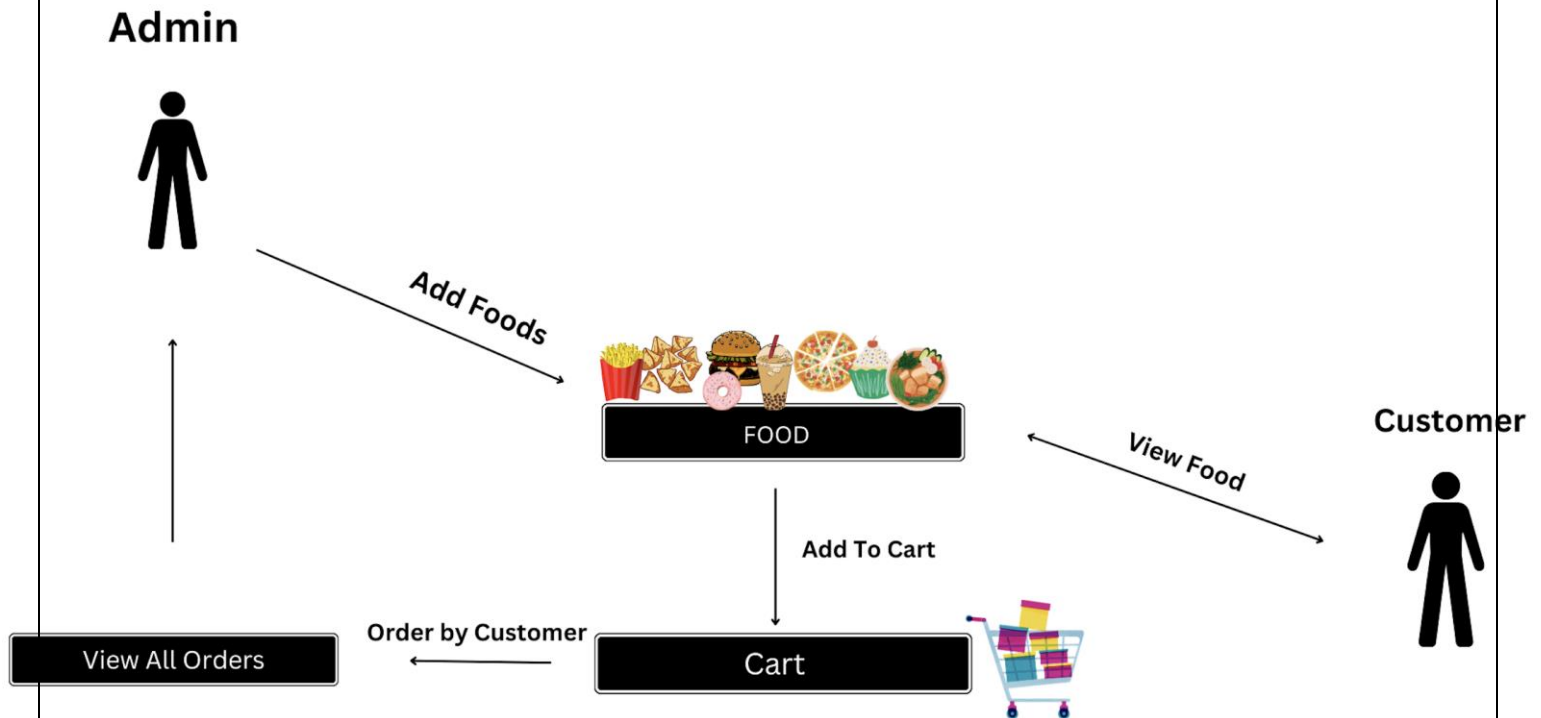 Admin
Add Foods
FOOD
Customer
View Food
Add To Cart
Order by Customer
View All Orders
Cart